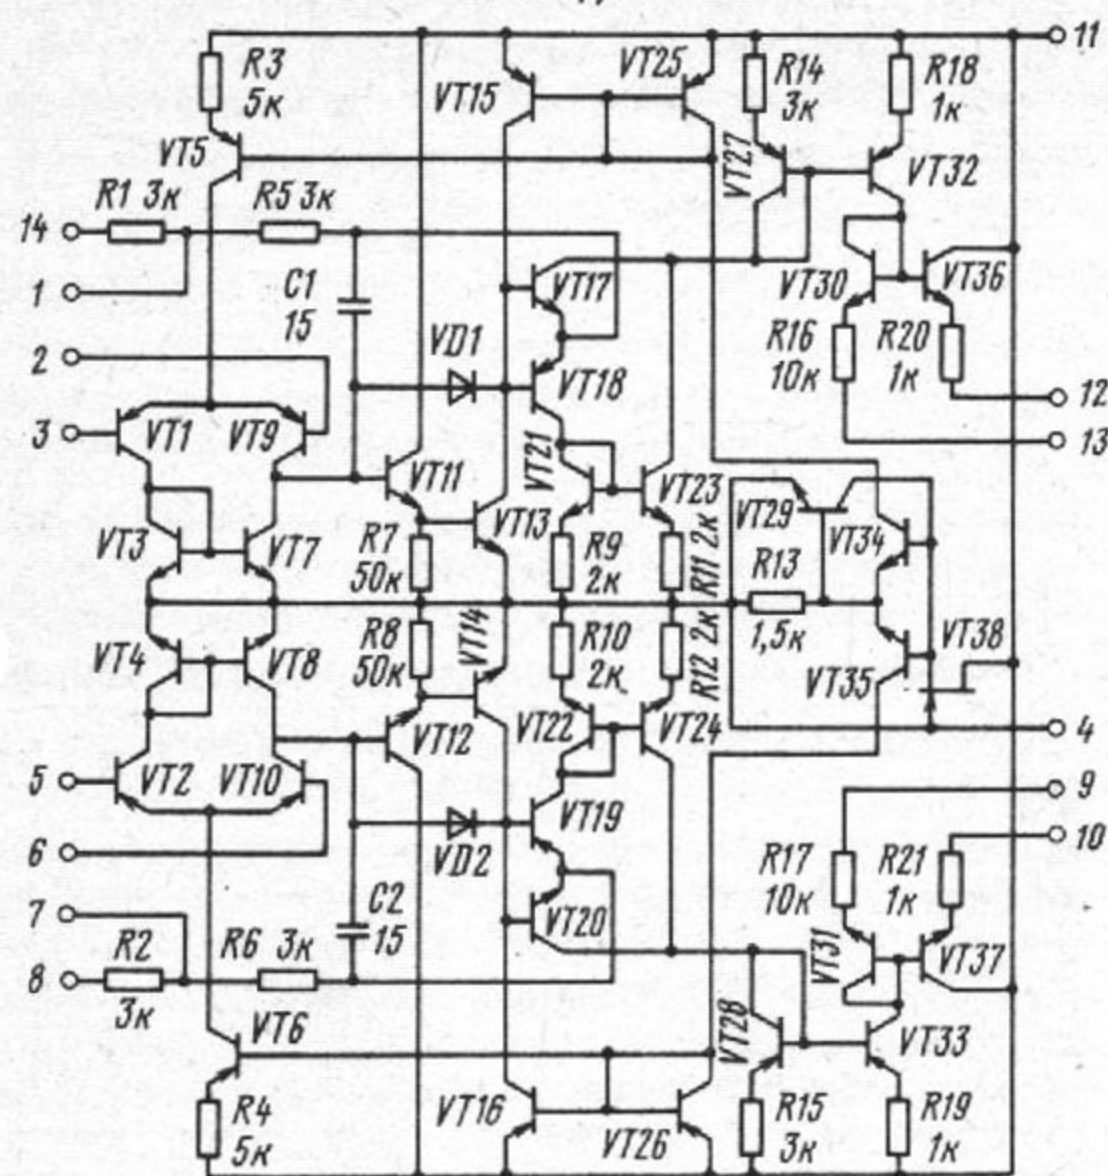 11
R3
5к
VT15
VT25
R14
3к
R18
1к
VT5
VT27
VT32
R1 3к
R5 3к
14
1
C1
15
VT17
VT30
VT36
2
VD1
R16
10к
R20
1к
VT18
12
3
VT1
VT9
13
VT21
VT11
VT23
VT3
VT7
VT13
VT29
VT34
R7
50к
R9
2к
R11 2к
R13
1,5к
VT4
VT8
R8
50к
VT14
R10
2к
R12 2к
VT38
VT35
VT12
VT22
VT24
4
5
VT2
VT10
9
VT19
10
6
VD2
R17
10к
R21
1к
7
C2
15
VT20
R2
3к
R6 3к
VT31
VT37
8
VT6
VT28
VT33
R4
5к
VT16
VT26
R15
3к
R19
1к